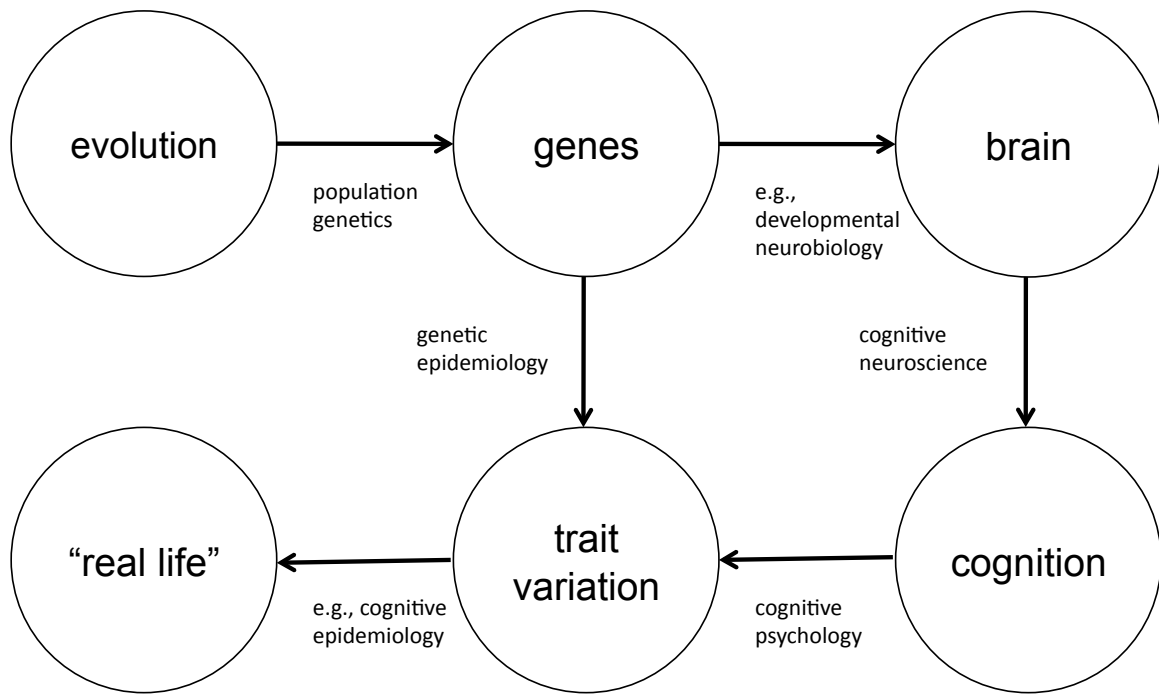 evolution
population
genetics
genes
e.g.,
developmental
neurobiology
brain
genetic
epidemiology
cognitive
neuroscience
“real life”
e.g., cognitive
epidemiology
trait
variation
cognitive
psychology
cognition